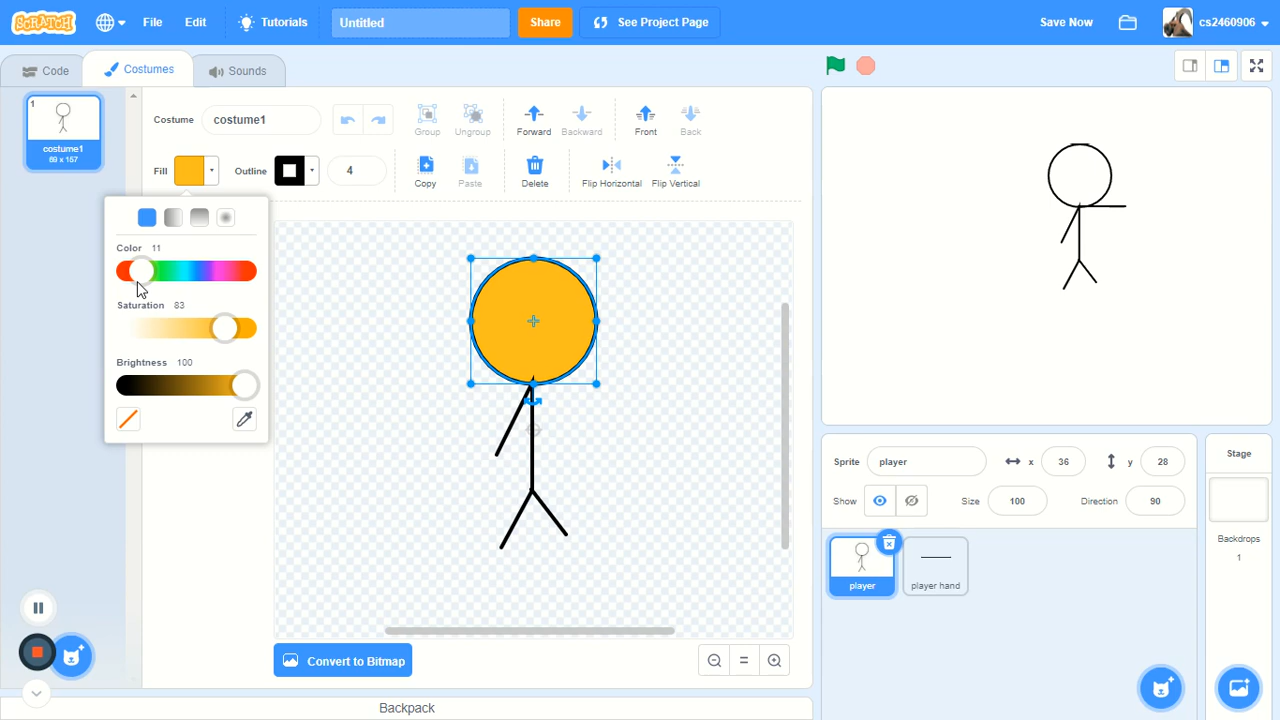 SCRATCH File Edit Tutorials Untitled Share See Project Page Save Now cs2460906
Code Costumes Sounds
1
costume1
69 x 157
Costume costume1 Group Ungroup Forward Backward Front Back
Fill Outline 4 Copy Paste Delete Flip Horizontal Flip Vertical
Color 11
Saturation 83
Brightness 100
Convert to Bitmap
Backpack
Sprite player x 36 y 28
Show Size 100 Direction 90
player
player hand
Stage
Backdrops
1